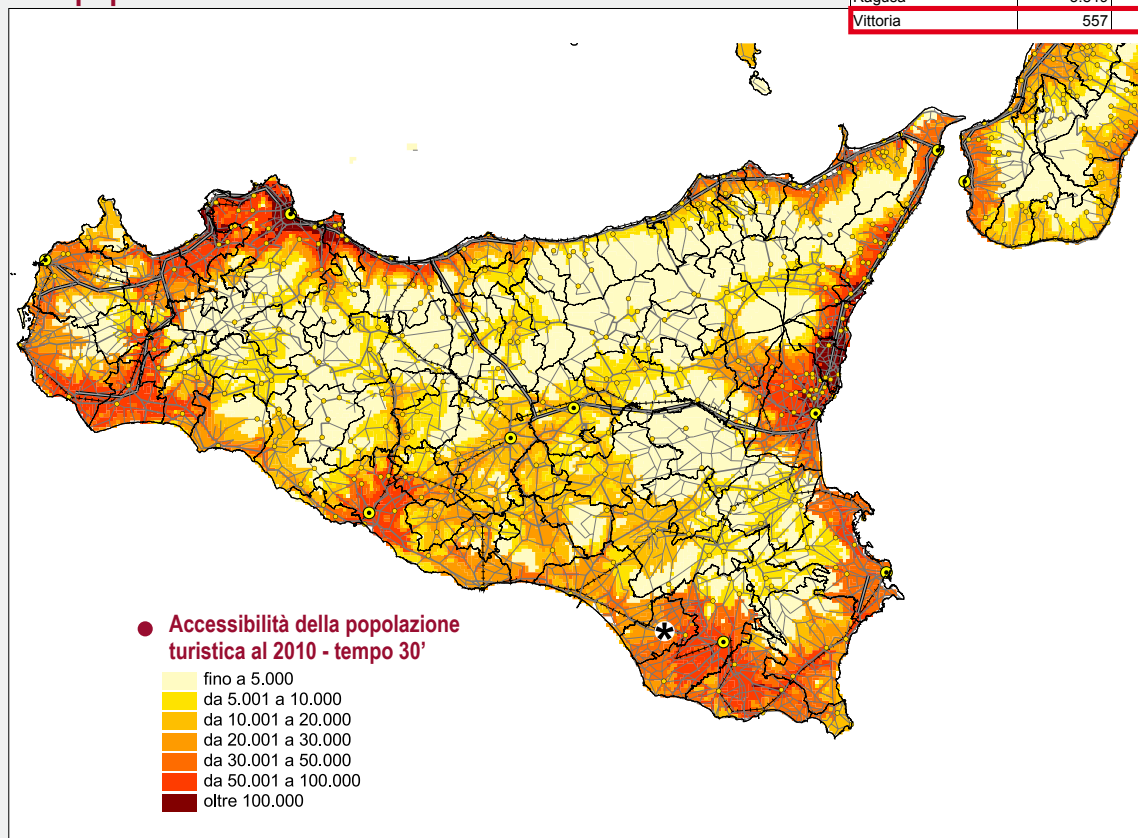 Vittoria 557
Accessibilità della popolazione
turistica al 2010 - tempo 30’
fino a 5.000
da 5.001 a 10.000
da 10.001 a 20.000
da 20.001 a 30.000
da 30.001 a 50.000
da 50.001 a 100.000
oltre 100.000